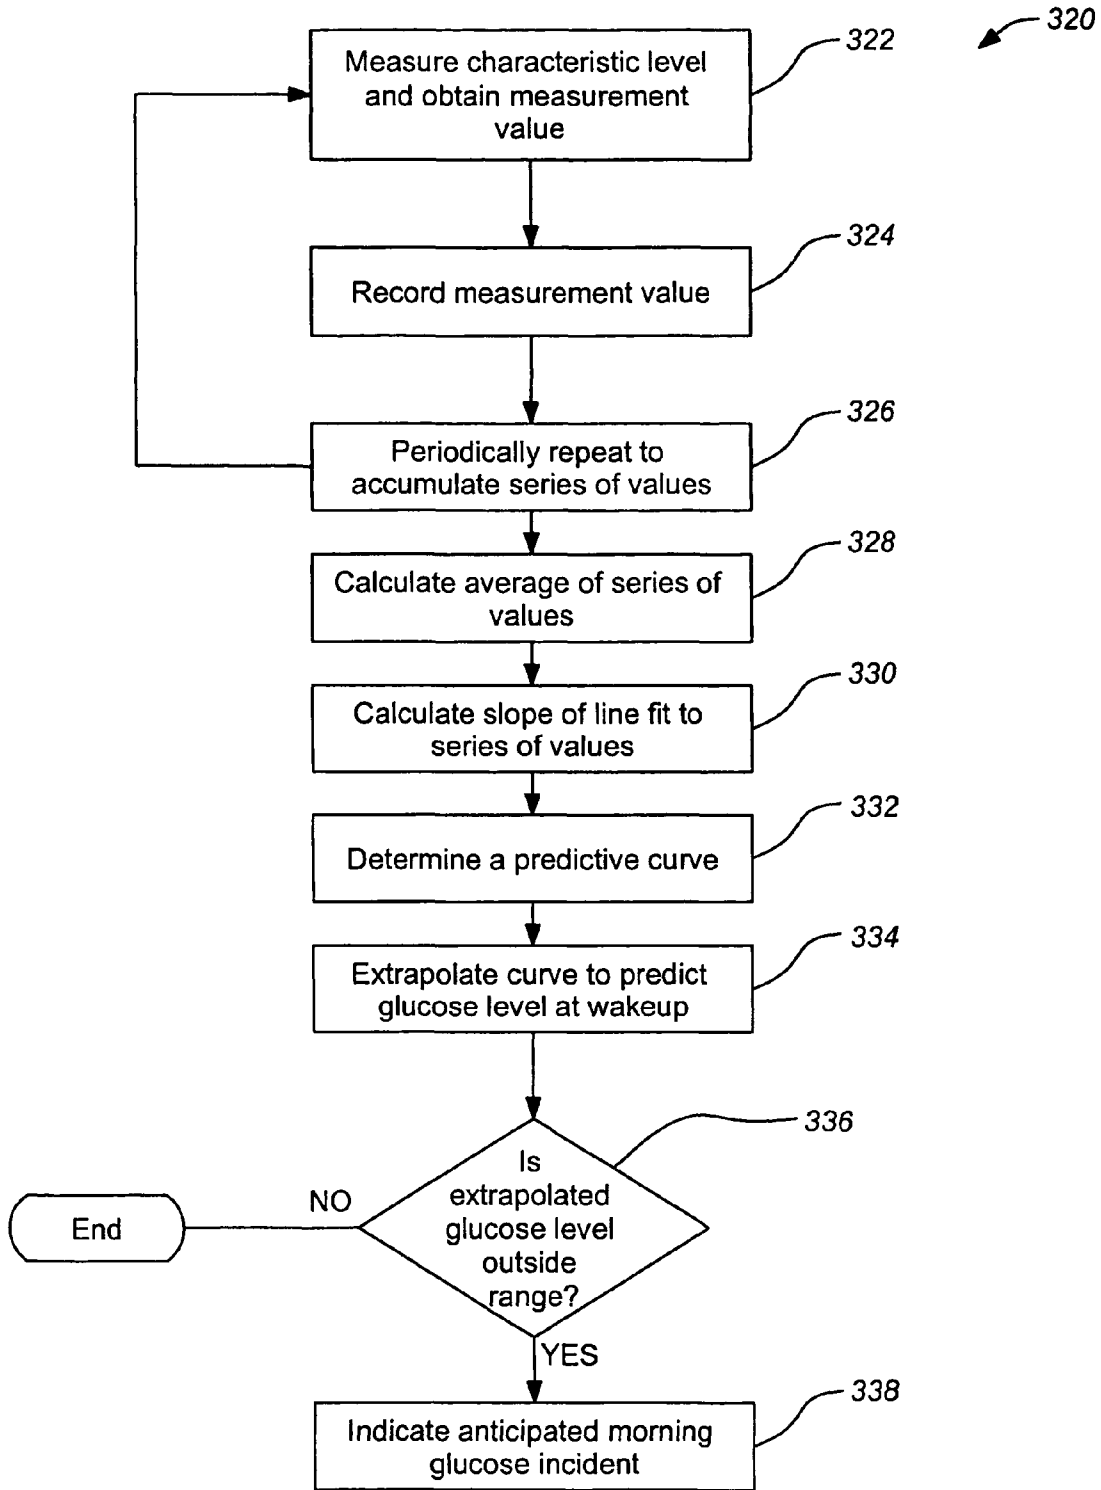 320
322
Measure characteristic level
and obtain measurement
value
324
Record measurement value
326
Periodically repeat to
accumulate series of values
328
Calculate average of series of
values
330
Calculate slope of line fit to
series of values
332
Determine a predictive curve
334
Extrapolate curve to predict
glucose level at wakeup
336
Is
extrapolated
glucose level
outside
range?
NO
End
YES
338
Indicate anticipated morning
glucose incident